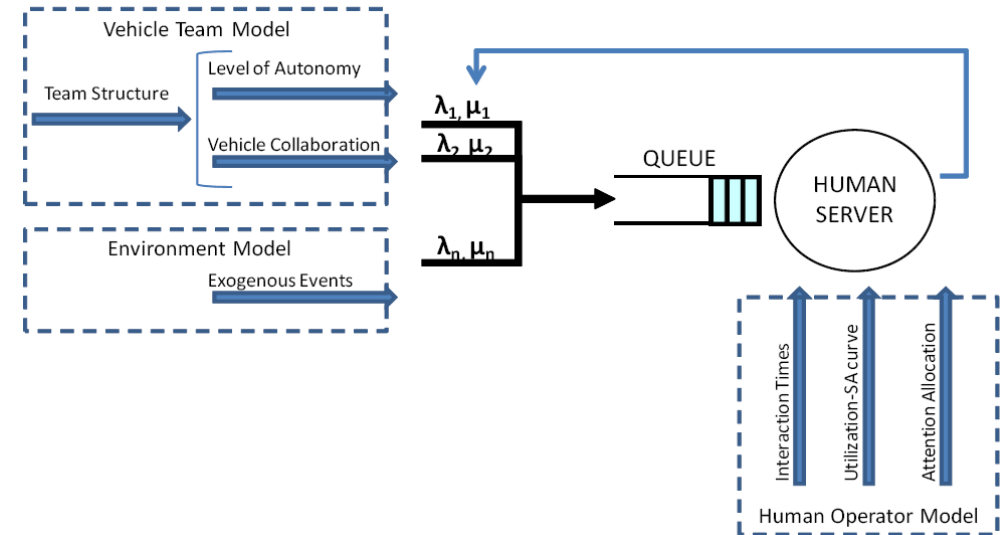 Vehicle Team Model
Level of Autonomy
Team Structure
Vehicle Collaboration
Environment Model
Exogenous Events
λ1, μ1
λ2, μ2
λn, μn
QUEUE
HUMAN
SERVER
Interaction Times
Utilization-SA curve
Attention Allocation
Human Operator Model